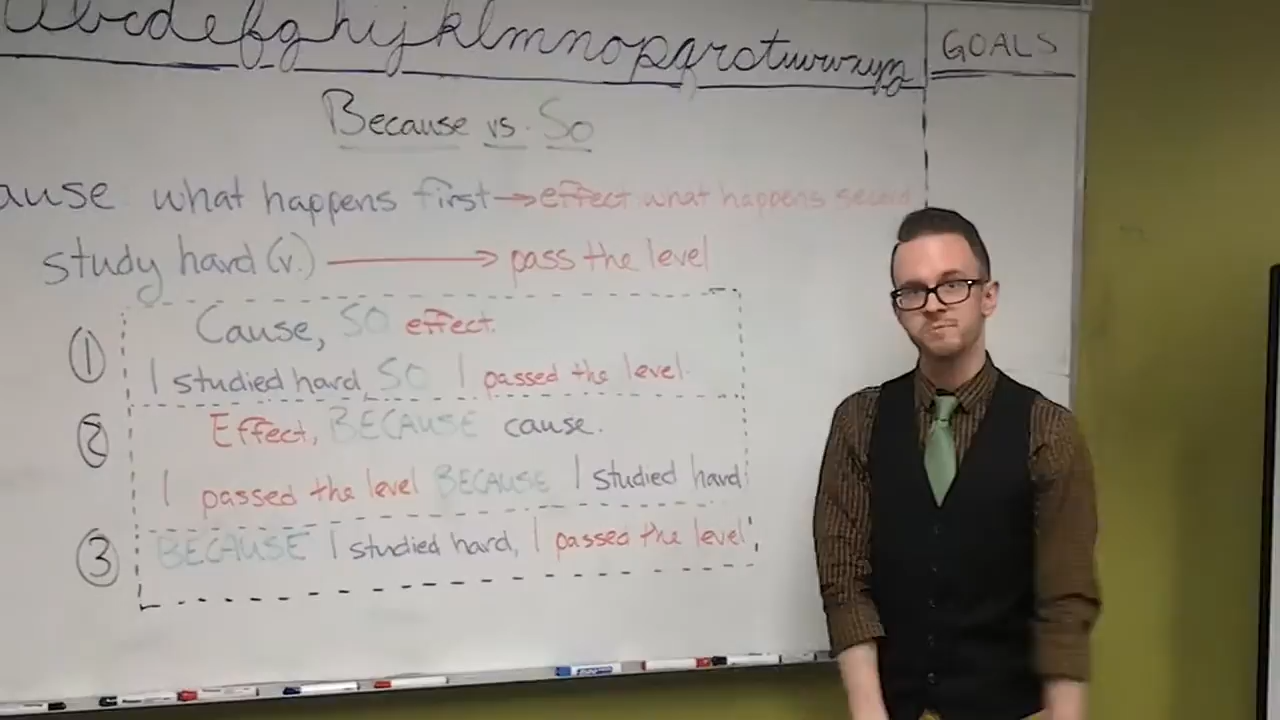 abcdefghijklmnopqrstuvwxyz
GOALS
Because vs. So
ause what happens first → effect what happens second
study hard (v.) → pass the level
① Cause, SO effect.
I studied hard, SO I passed the level.
② Effect, BECAUSE cause.
I passed the level BECAUSE I studied hard.
③ BECAUSE I studied hard, I passed the level.